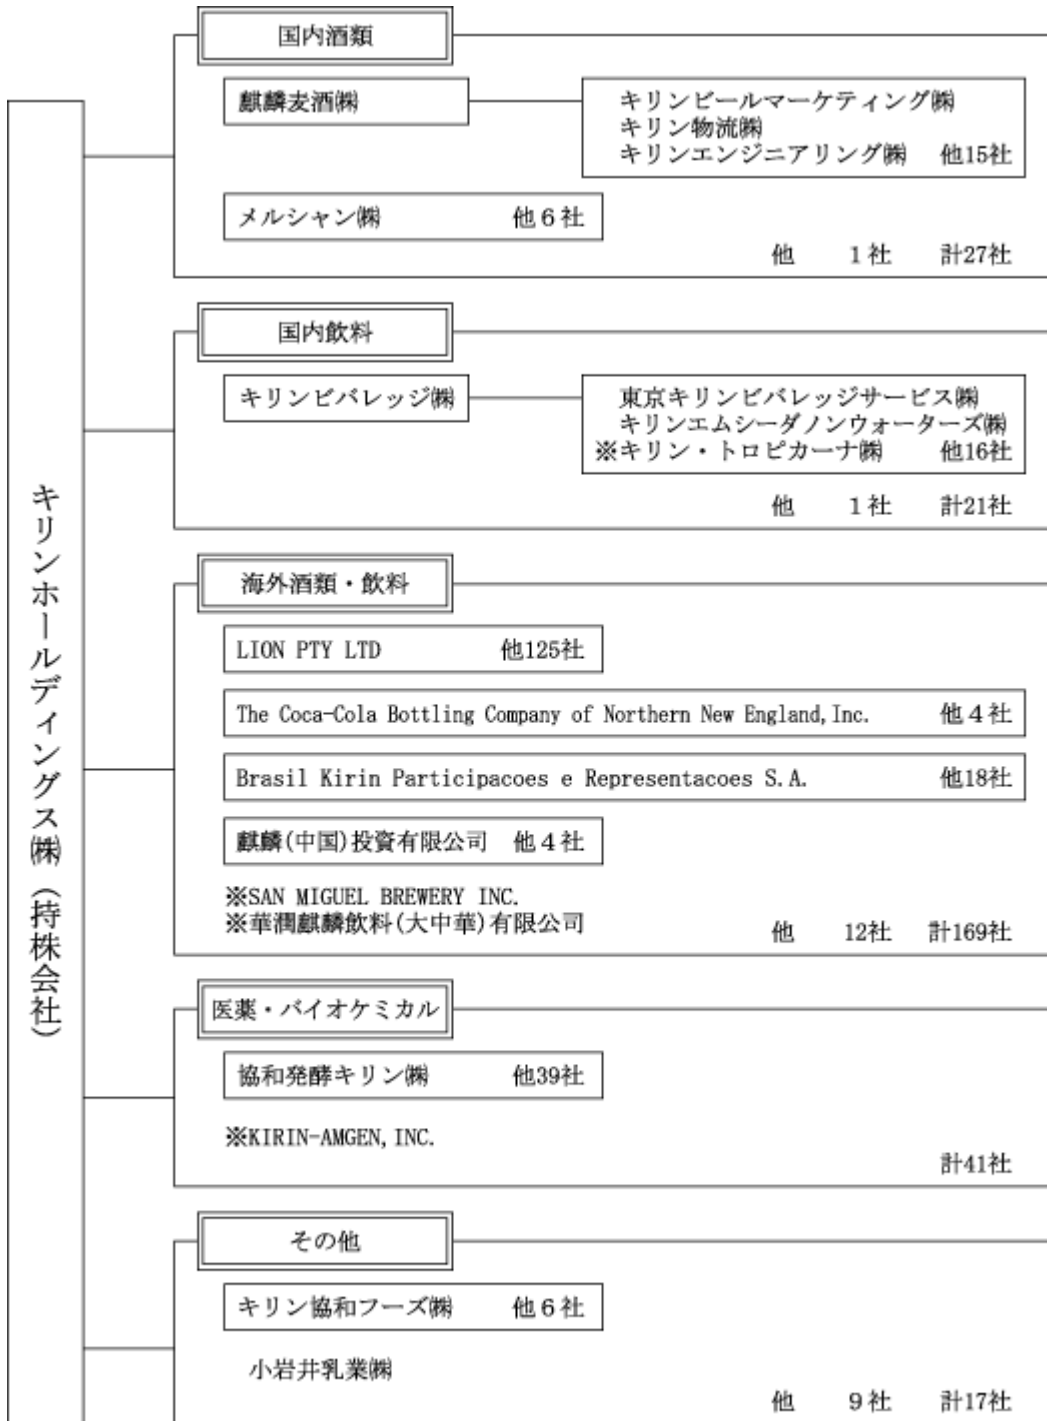 キリンホールディングス㈱（持株会社）
国内酒類
麒麟麦酒㈱
キリンビールマーケティング㈱
キリン物流㈱
キリンエンジニアリング㈱ 他15社
メルシャン㈱ 他６社
他 １社 計27社
国内飲料
キリンビバレッジ㈱
東京キリンビバレッジサービス㈱
キリンエムシーダノンウォーターズ㈱
※キリン・トロピカーナ㈱ 他16社
他 １社 計21社
海外酒類・飲料
LION PTY LTD 他125社
The Coca-Cola Bottling Company of Northern New England,Inc. 他４社
Brasil Kirin Participacoes e Representacoes S.A. 他18社
麒麟(中国)投資有限公司 他４社
※SAN MIGUEL BREWERY INC.
※華潤麒麟飲料(大中華)有限公司
他 12社 計169社
医薬・バイオケミカル
協和発酵キリン㈱ 他39社
※KIRIN-AMGEN,INC.
計41社
その他
キリン協和フーズ㈱ 他６社
小岩井乳業㈱
他 ９社 計17社